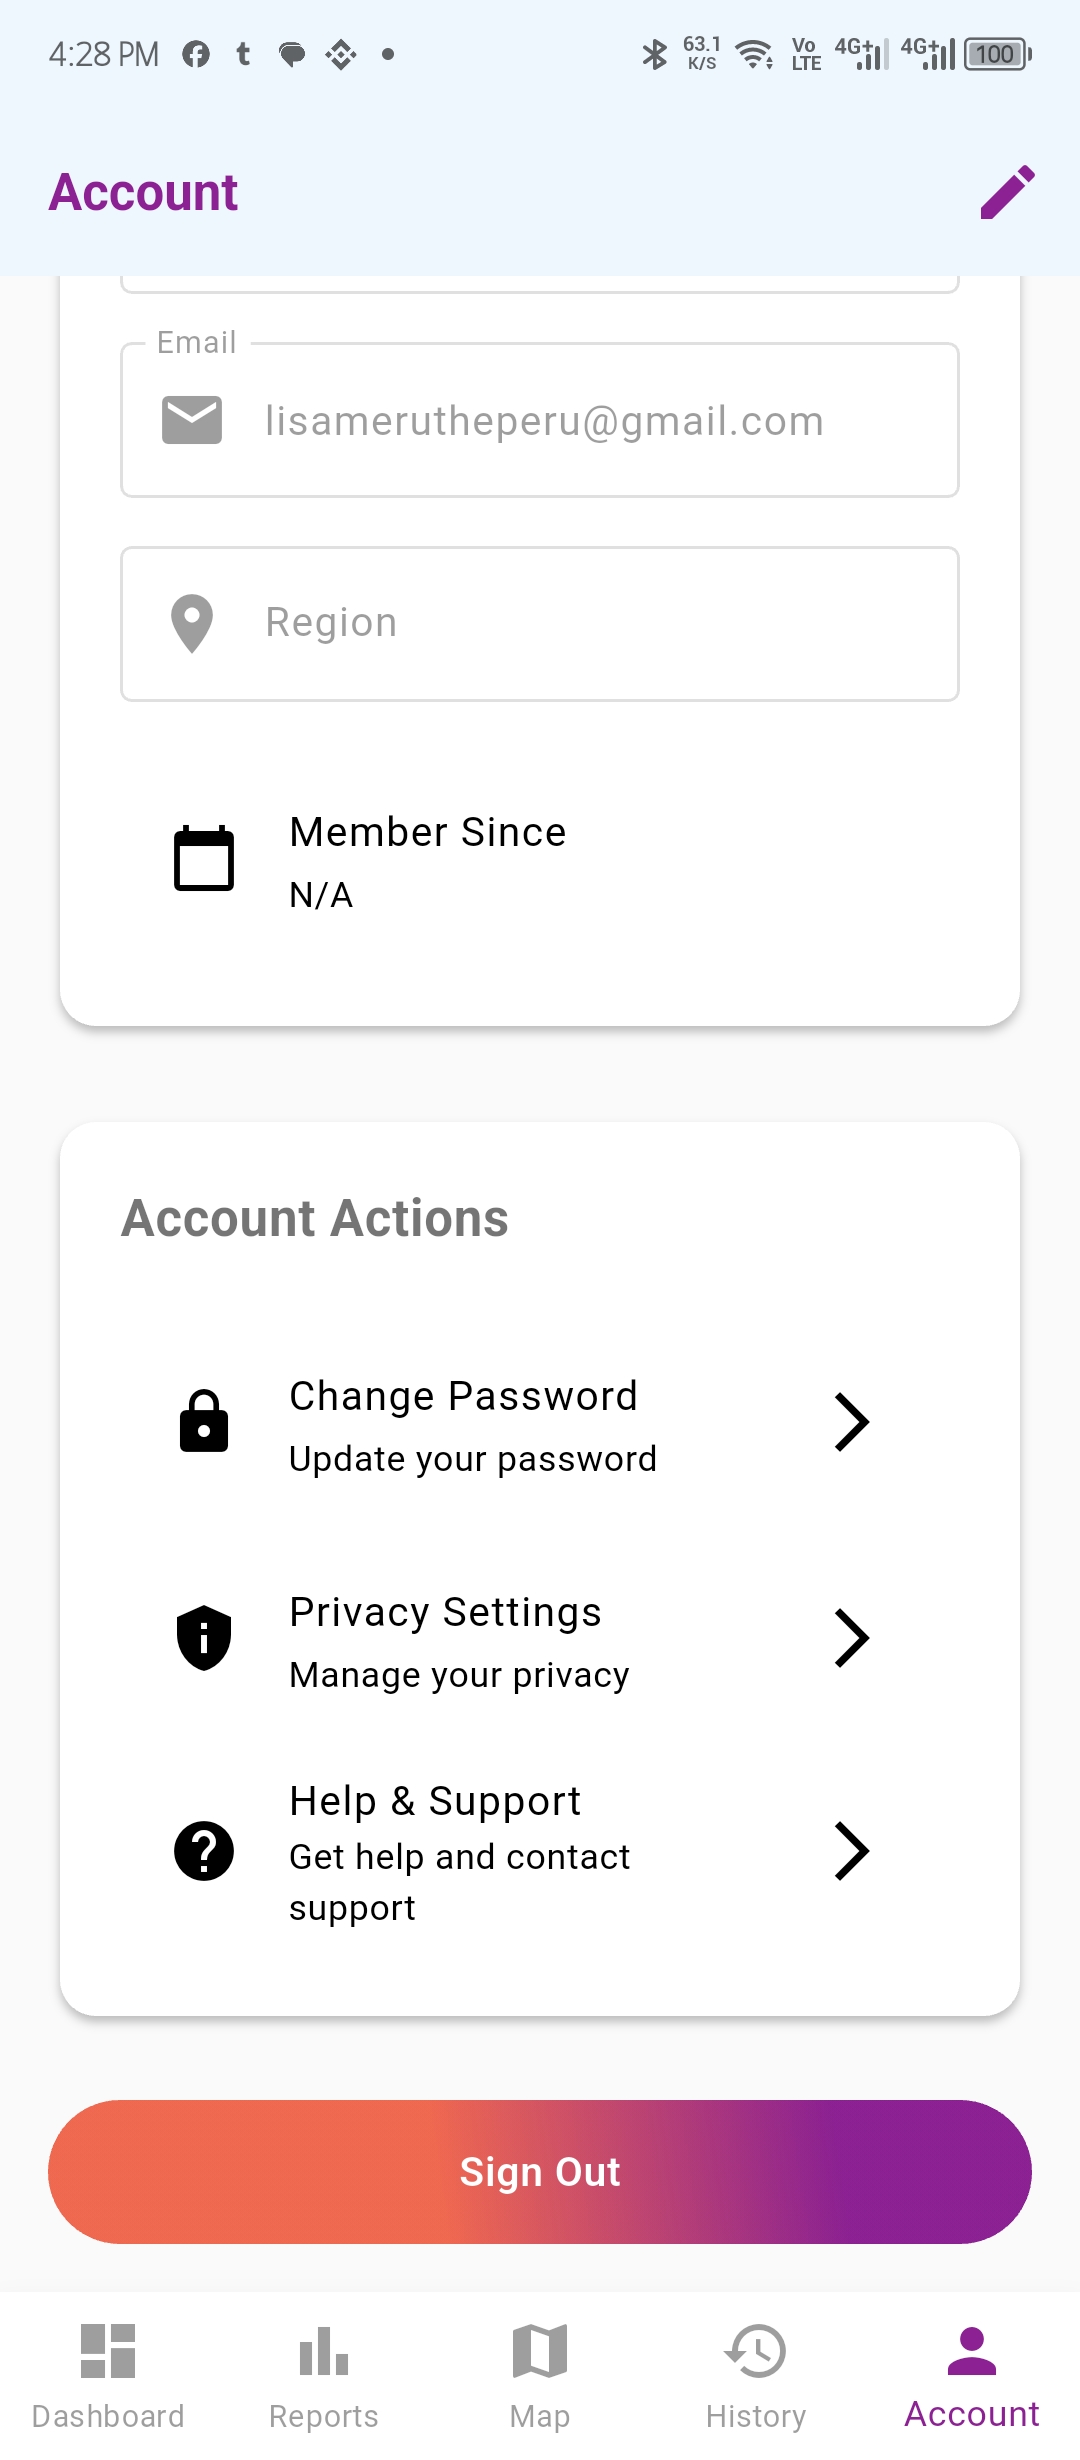 4:28 PM
63.1
K/S
Vo
LTE
4G+
4G+
100
Account
Email
lisamerutheperu@gmail.com
Region
Member Since
N/A
Account Actions
Change Password
Update your password
Privacy Settings
Manage your privacy
Help & Support
Get help and contact
support
Sign Out
Dashboard
Reports
Map
History
Account